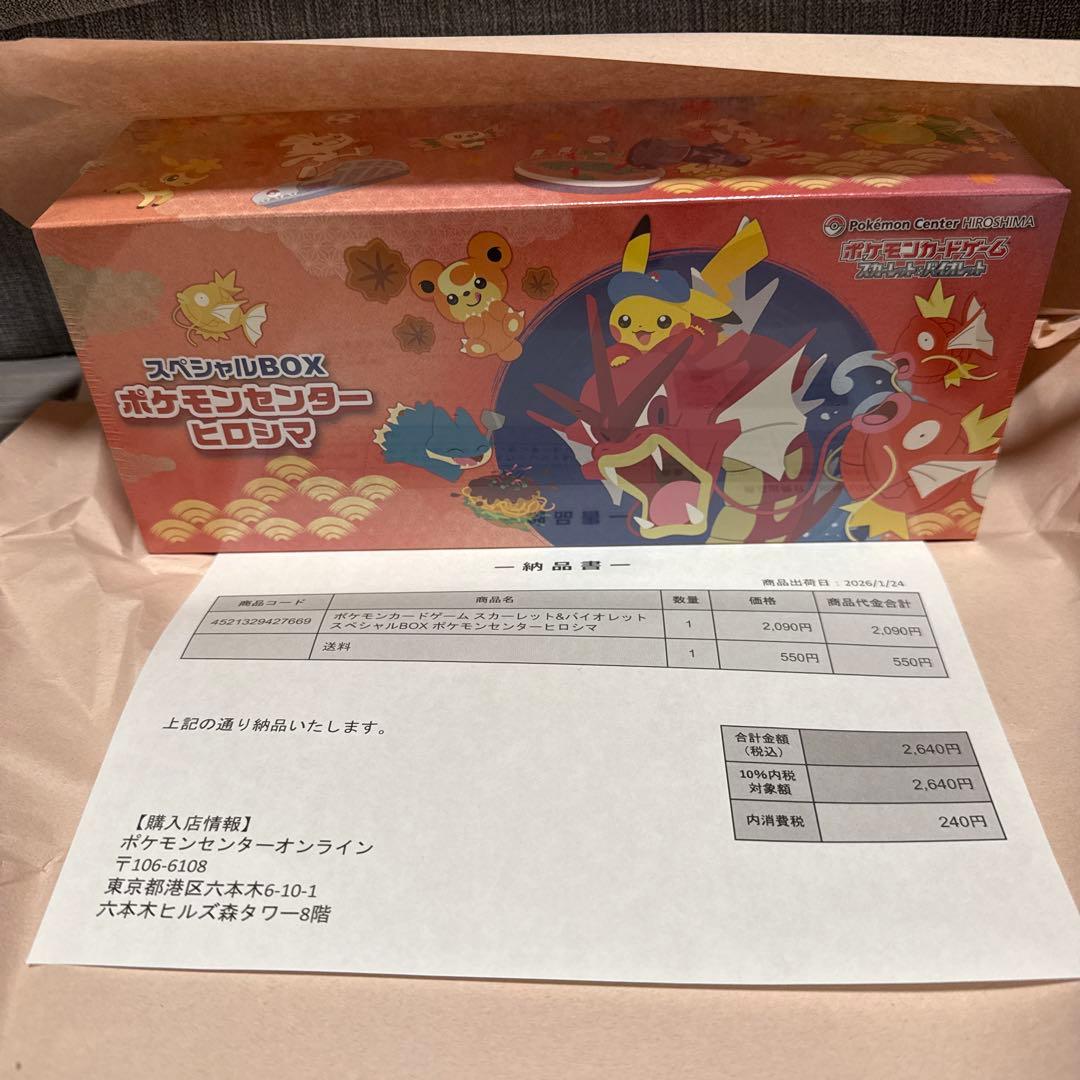 Pokémon Center HIROSHIMA
ポケモンカードゲーム
スカーレット&バイオレット
スペシャルBOX
ポケモンセンター
ヒロシマ
― 納品書 ―
商品出荷日：2026/1/24
商品コード 商品名 数量 価格 商品代金合計
4521329427669 ポケモンカードゲーム スカーレット&バイオレット 1 2,090円 2,090円
スペシャルBOX ポケモンセンターヒロシマ
送料 1 550円 550円
上記の通り納品いたします。
合計金額 2,640円
（税込）
10%内税 2,640円
対象額
内消費税 240円
【購入店情報】
ポケモンセンターオンライン
〒106-6108
東京都港区六本木6-10-1
六本木ヒルズ森タワー8階